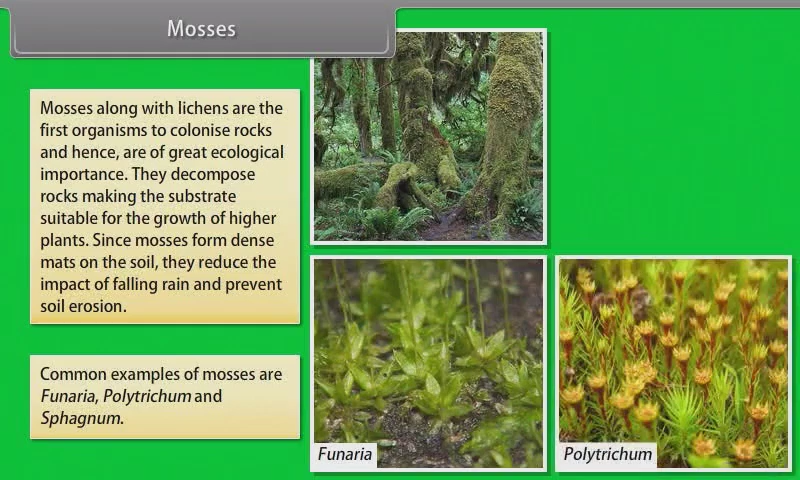 Mosses
Mosses along with lichens are the
first organisms to colonise rocks
and hence, are of great ecological
importance. They decompose
rocks making the substrate
suitable for the growth of higher
plants. Since mosses form dense
mats on the soil, they reduce the
impact of falling rain and prevent
soil erosion.
Common examples of mosses are
Funaria, Polytrichum and
Sphagnum.
Funaria
Polytrichum